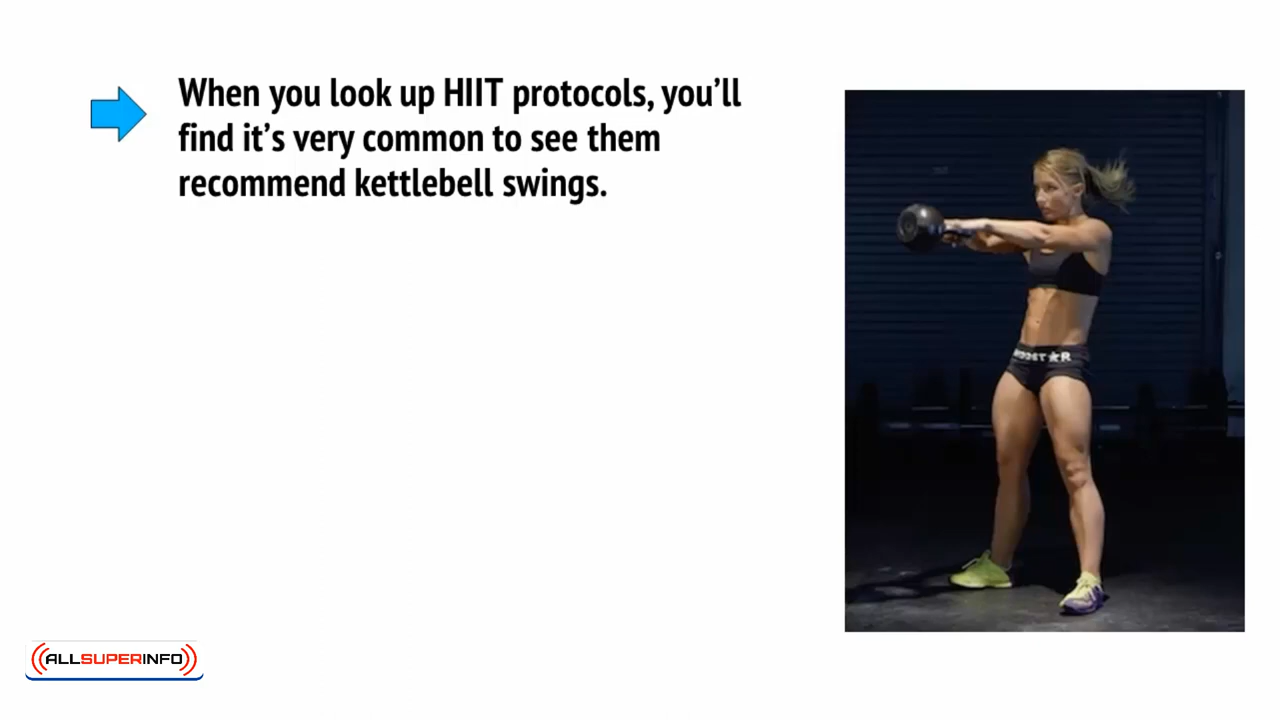 When you look up HIIT protocols, you'll
find it's very common to see them
recommend kettlebell swings.
ALLSUPERINFO